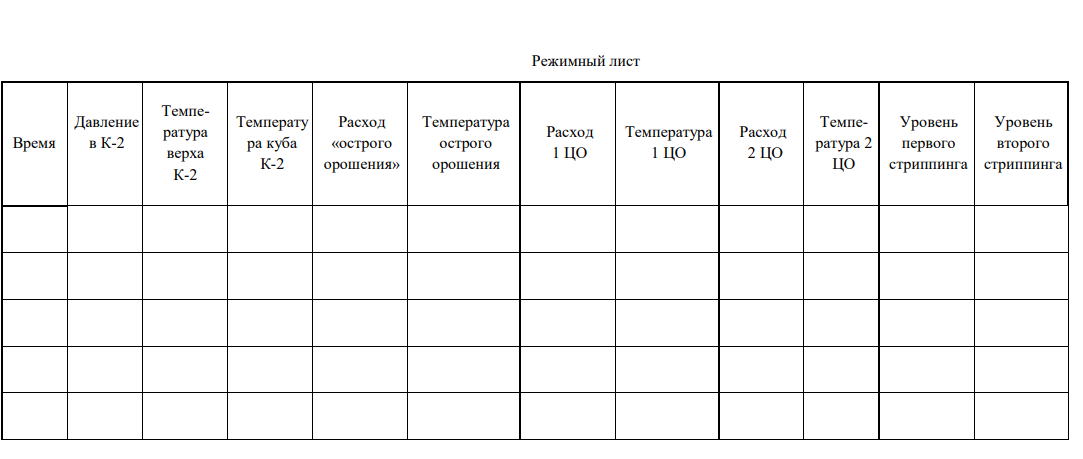 Режимный лист
Время
Давление
в К-2
Темпе-
ратура
верха
К-2
Температу
ра куба
К-2
Расход
«острого
орошения»
Температура
острого
орошения
Расход
1 ЦО
Температура
1 ЦО
Расход
2 ЦО
Темпе-
ратура 2
ЦО
Уровень
первого
стриппинга
Уровень
второго
стриппинга